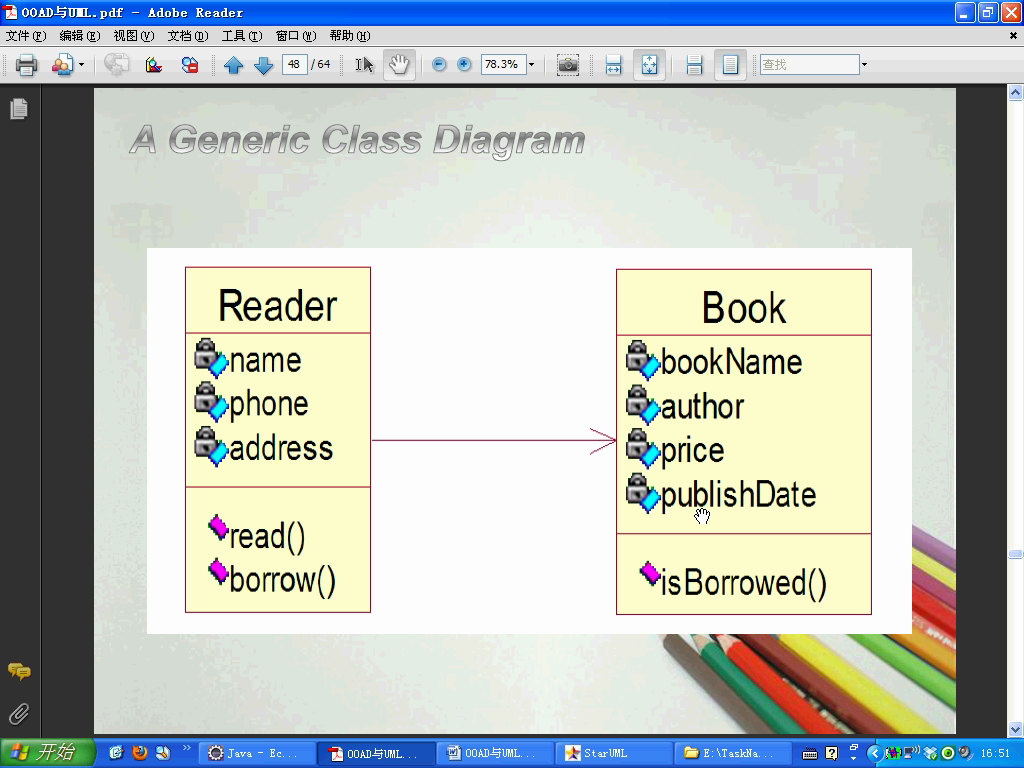 OOAD与UML.pdf - Adobe Reader
文件(F) 编辑(E) 视图(V) 文档(D) 工具(T) 窗口(W) 帮助(H)
48 / 64 78.3% 查找
A Generic Class Diagram
Reader
name
phone
address
read()
borrow()
Book
bookName
author
price
publishDate
isBorrowed()
开始 Java - Ec... OOAD与UML... OOAD与UML... StarUML E:\TaskNa... 16:51